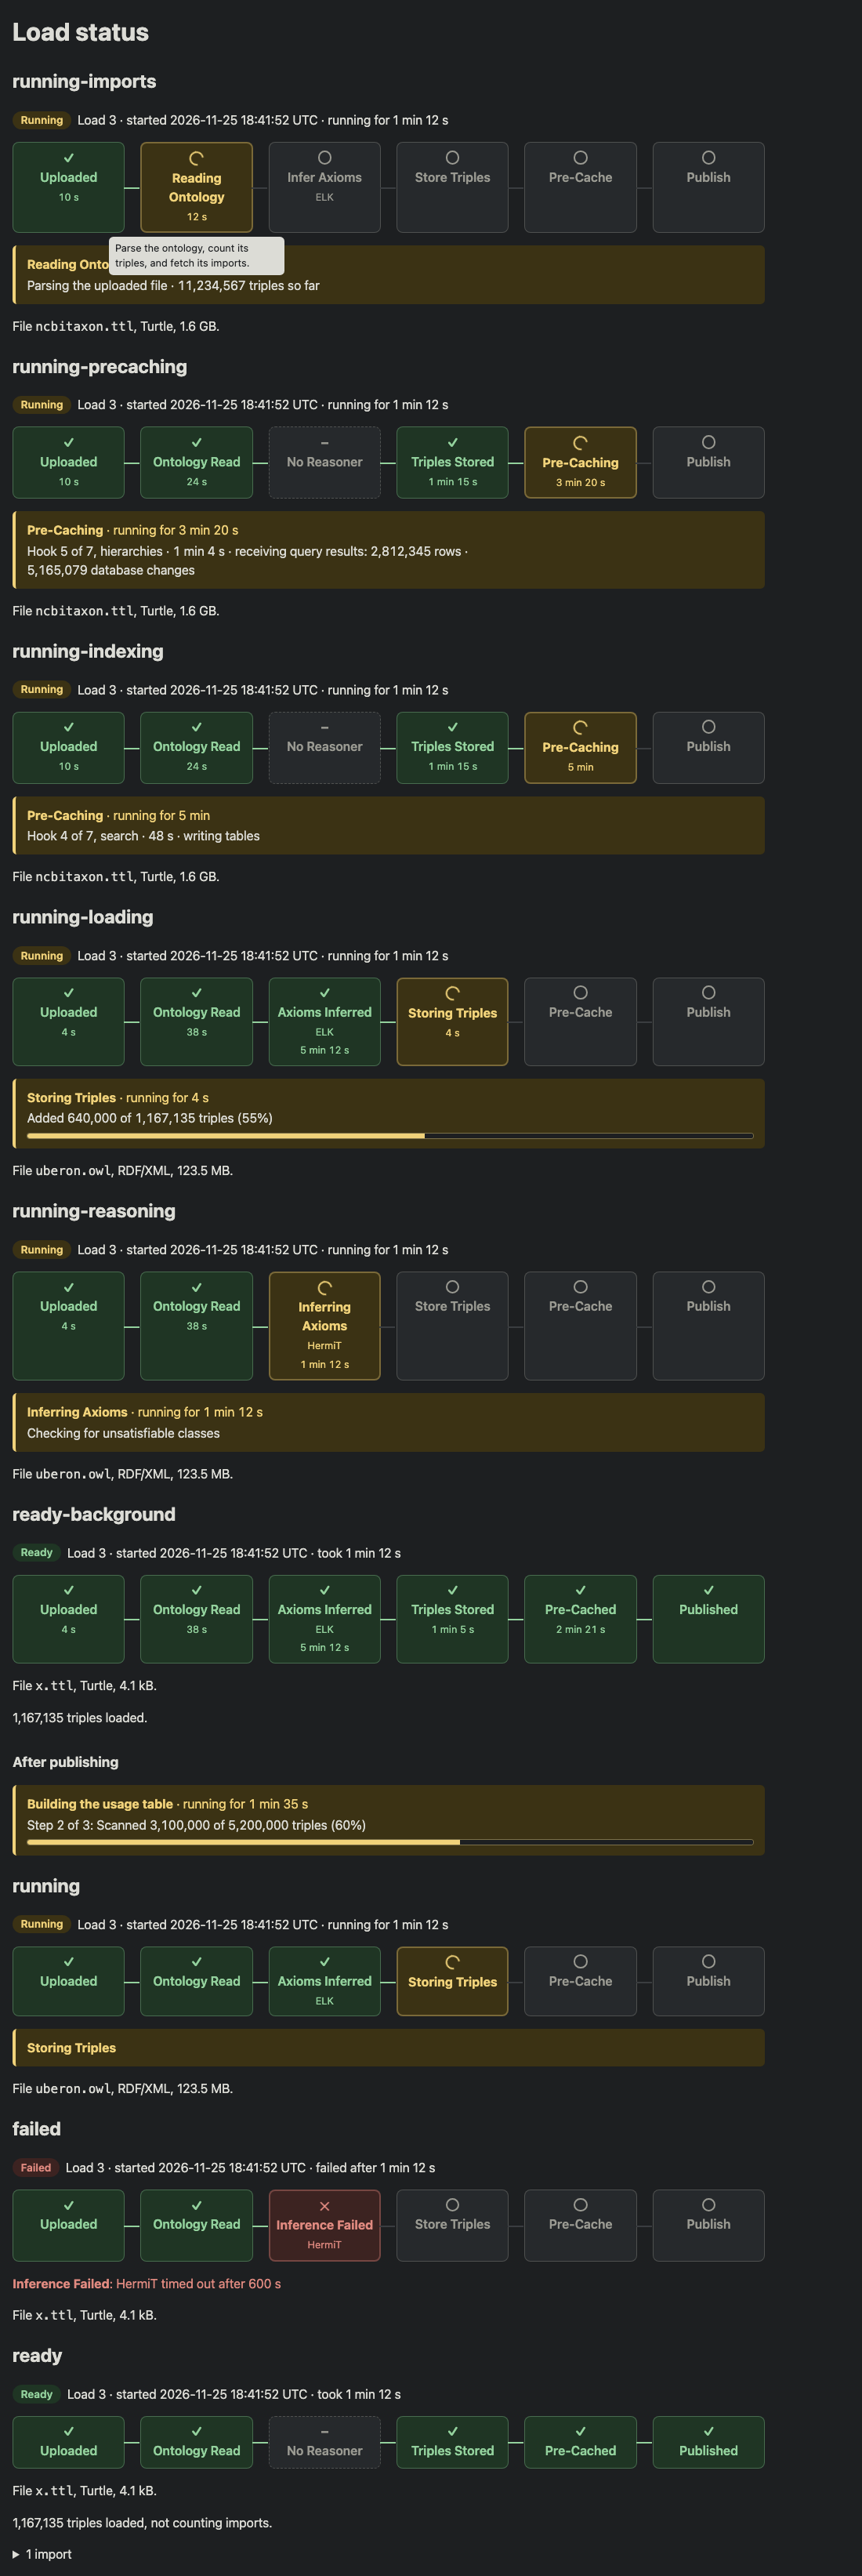 Load status
running-imports
Running Load 3 · started 2026-11-25 18:41:52 UTC · running for 1 min 12 s
Uploaded
10 s
Reading
Ontology
12 s
Infer Axioms
ELK
Store Triples
Pre-Cache
Publish
Parse the ontology, count its
triples, and fetch its imports.
Reading Onto
Parsing the uploaded file · 11,234,567 triples so far
File ncbitaxon.ttl, Turtle, 1.6 GB.
running-precaching
Running Load 3 · started 2026-11-25 18:41:52 UTC · running for 1 min 12 s
Uploaded
10 s
Ontology Read
24 s
No Reasoner
Triples Stored
1 min 15 s
Pre-Caching
3 min 20 s
Publish
Pre-Caching · running for 3 min 20 s
Hook 5 of 7, hierarchies · 1 min 4 s · receiving query results: 2,812,345 rows ·
5,165,079 database changes
File ncbitaxon.ttl, Turtle, 1.6 GB.
running-indexing
Running Load 3 · started 2026-11-25 18:41:52 UTC · running for 1 min 12 s
Uploaded
10 s
Ontology Read
24 s
No Reasoner
Triples Stored
1 min 15 s
Pre-Caching
5 min
Publish
Pre-Caching · running for 5 min
Hook 4 of 7, search · 48 s · writing tables
File ncbitaxon.ttl, Turtle, 1.6 GB.
running-loading
Running Load 3 · started 2026-11-25 18:41:52 UTC · running for 1 min 12 s
Uploaded
4 s
Ontology Read
38 s
Axioms Inferred
ELK
5 min 12 s
Storing Triples
4 s
Pre-Cache
Publish
Storing Triples · running for 4 s
Added 640,000 of 1,167,135 triples (55%)
File uberon.owl, RDF/XML, 123.5 MB.
running-reasoning
Running Load 3 · started 2026-11-25 18:41:52 UTC · running for 1 min 12 s
Uploaded
4 s
Ontology Read
38 s
Inferring
Axioms
HermiT
1 min 12 s
Store Triples
Pre-Cache
Publish
Inferring Axioms · running for 1 min 12 s
Checking for unsatisfiable classes
File uberon.owl, RDF/XML, 123.5 MB.
ready-background
Ready Load 3 · started 2026-11-25 18:41:52 UTC · took 1 min 12 s
Uploaded
4 s
Ontology Read
38 s
Axioms Inferred
ELK
5 min 12 s
Triples Stored
1 min 5 s
Pre-Cached
2 min 21 s
Published
File x.ttl, Turtle, 4.1 kB.
1,167,135 triples loaded.
After publishing
Building the usage table · running for 1 min 35 s
Step 2 of 3: Scanned 3,100,000 of 5,200,000 triples (60%)
running
Running Load 3 · started 2026-11-25 18:41:52 UTC · running for 1 min 12 s
Uploaded
Ontology Read
Axioms Inferred
ELK
Storing Triples
Pre-Cache
Publish
Storing Triples
File uberon.owl, RDF/XML, 123.5 MB.
failed
Failed Load 3 · started 2026-11-25 18:41:52 UTC · failed after 1 min 12 s
Uploaded
Ontology Read
Inference Failed
HermiT
Store Triples
Pre-Cache
Publish
Inference Failed: HermiT timed out after 600 s
File x.ttl, Turtle, 4.1 kB.
ready
Ready Load 3 · started 2026-11-25 18:41:52 UTC · took 1 min 12 s
Uploaded
Ontology Read
No Reasoner
Triples Stored
Pre-Cached
Published
File x.ttl, Turtle, 4.1 kB.
1,167,135 triples loaded, not counting imports.
1 import